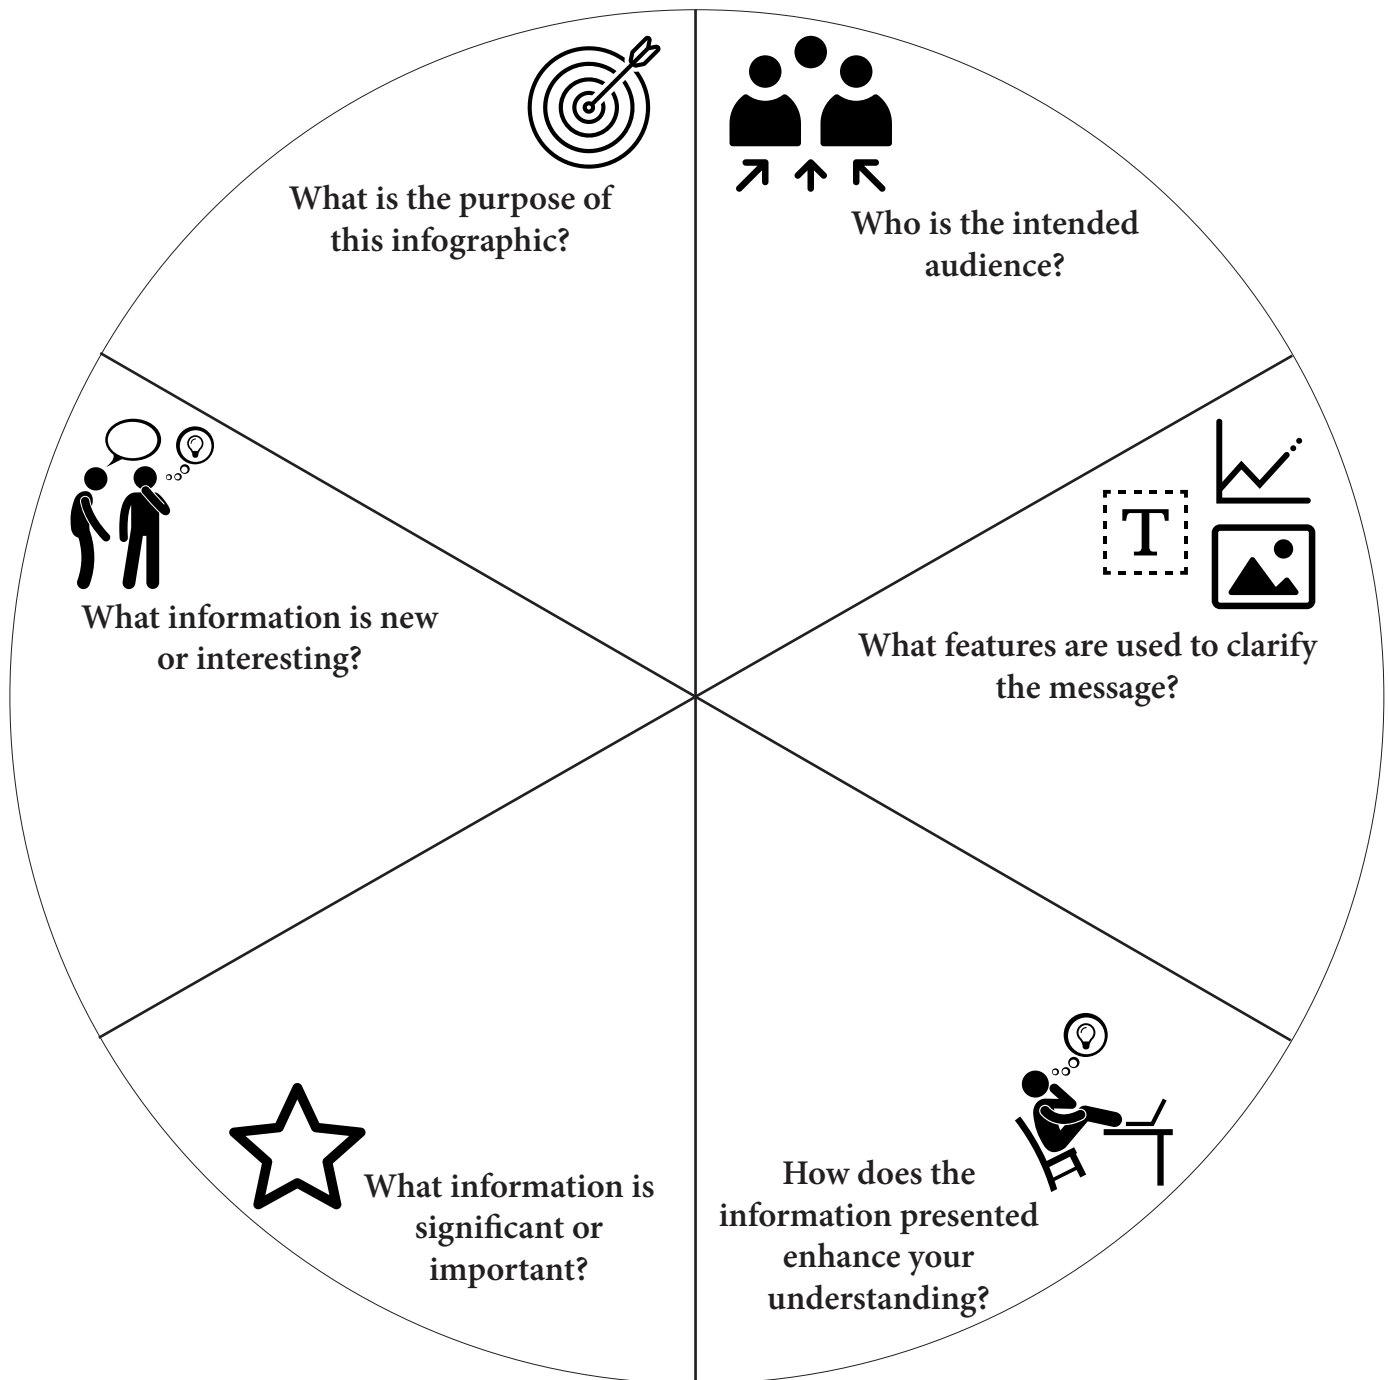 What is the purpose of
this infographic?
Who is the intended
audience?
What information is new
or interesting?
T
What features are used to clarify
the message?
What information is
significant or
important?
How does the
information presented
enhance your
understanding?